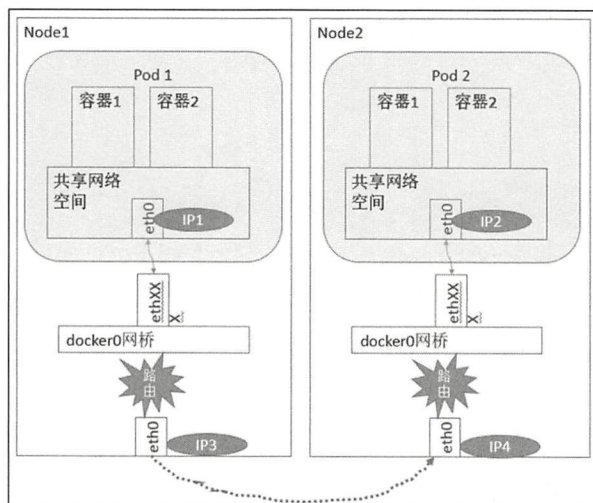 Node1
Pod 1
容器1
容器2
共享网络
空间
eth0
IP1
ethXX
X
docker0网桥
路
由
eth0
IP3
Node2
Pod 2
容器1
容器2
共享网络
空间
eth0
IP2
ethXX
X
docker0网桥
路
由
eth0
IP4